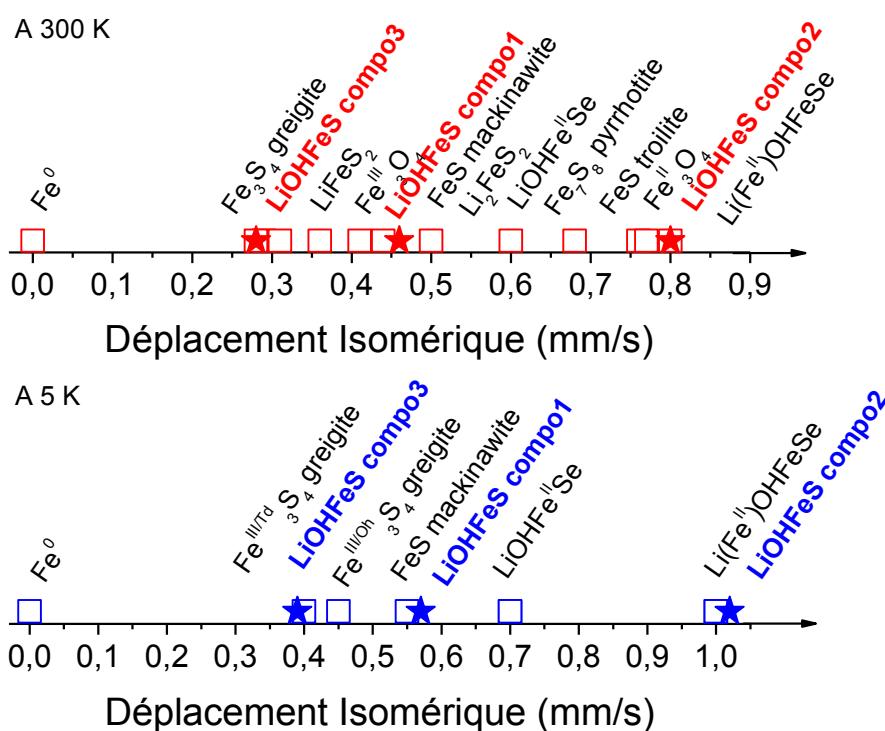 A 300 K
Fe⁰
Fe₃S₄ greigite
LiOHFeS compo3
LiFeS₂
Feᴵᴵᴵ₃O₄
LiOHFeS compo1
FeS mackinawite
Li₂FeS₂
LiOHFeᴵᴵSe
Fe₇S₈ pyrrhotite
FeS troilite
Feᴵᴵ₃O₄
LiOHFeS compo2
Li(Feᴵᴵ)OHFeSe
0,0 0,1 0,2 0,3 0,4 0,5 0,6 0,7 0,8 0,9
Déplacement Isomérique (mm/s)
A 5 K
Fe⁰
Feᴵᴵᴵ/ᵀᵈ₃S₄ greigite
LiOHFeS compo3
Feᴵᴵᴵ/ᴼʰ₃S₄ greigite
FeS mackinawite
LiOHFeS compo1
LiOHFeᴵᴵSe
Li(Feᴵᴵ)OHFeSe
LiOHFeS compo2
0,0 0,1 0,2 0,3 0,4 0,5 0,6 0,7 0,8 0,9 1,0
Déplacement Isomérique (mm/s)